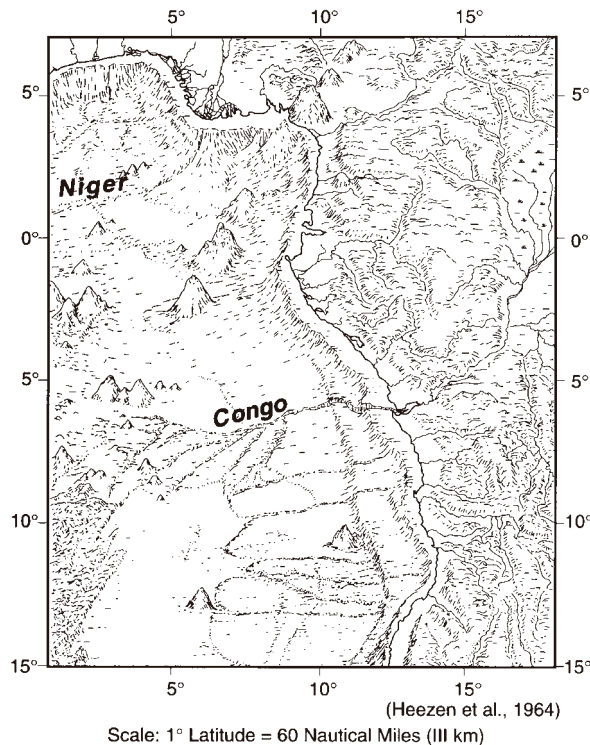 5° 10° 15°
5° 5°
Niger
0° 0°
5° 5°
Congo
10° 10°
15° 15°
5° 10° 15°
(Heezen et al., 1964)
Scale: 1° Latitude = 60 Nautical Miles (III km)